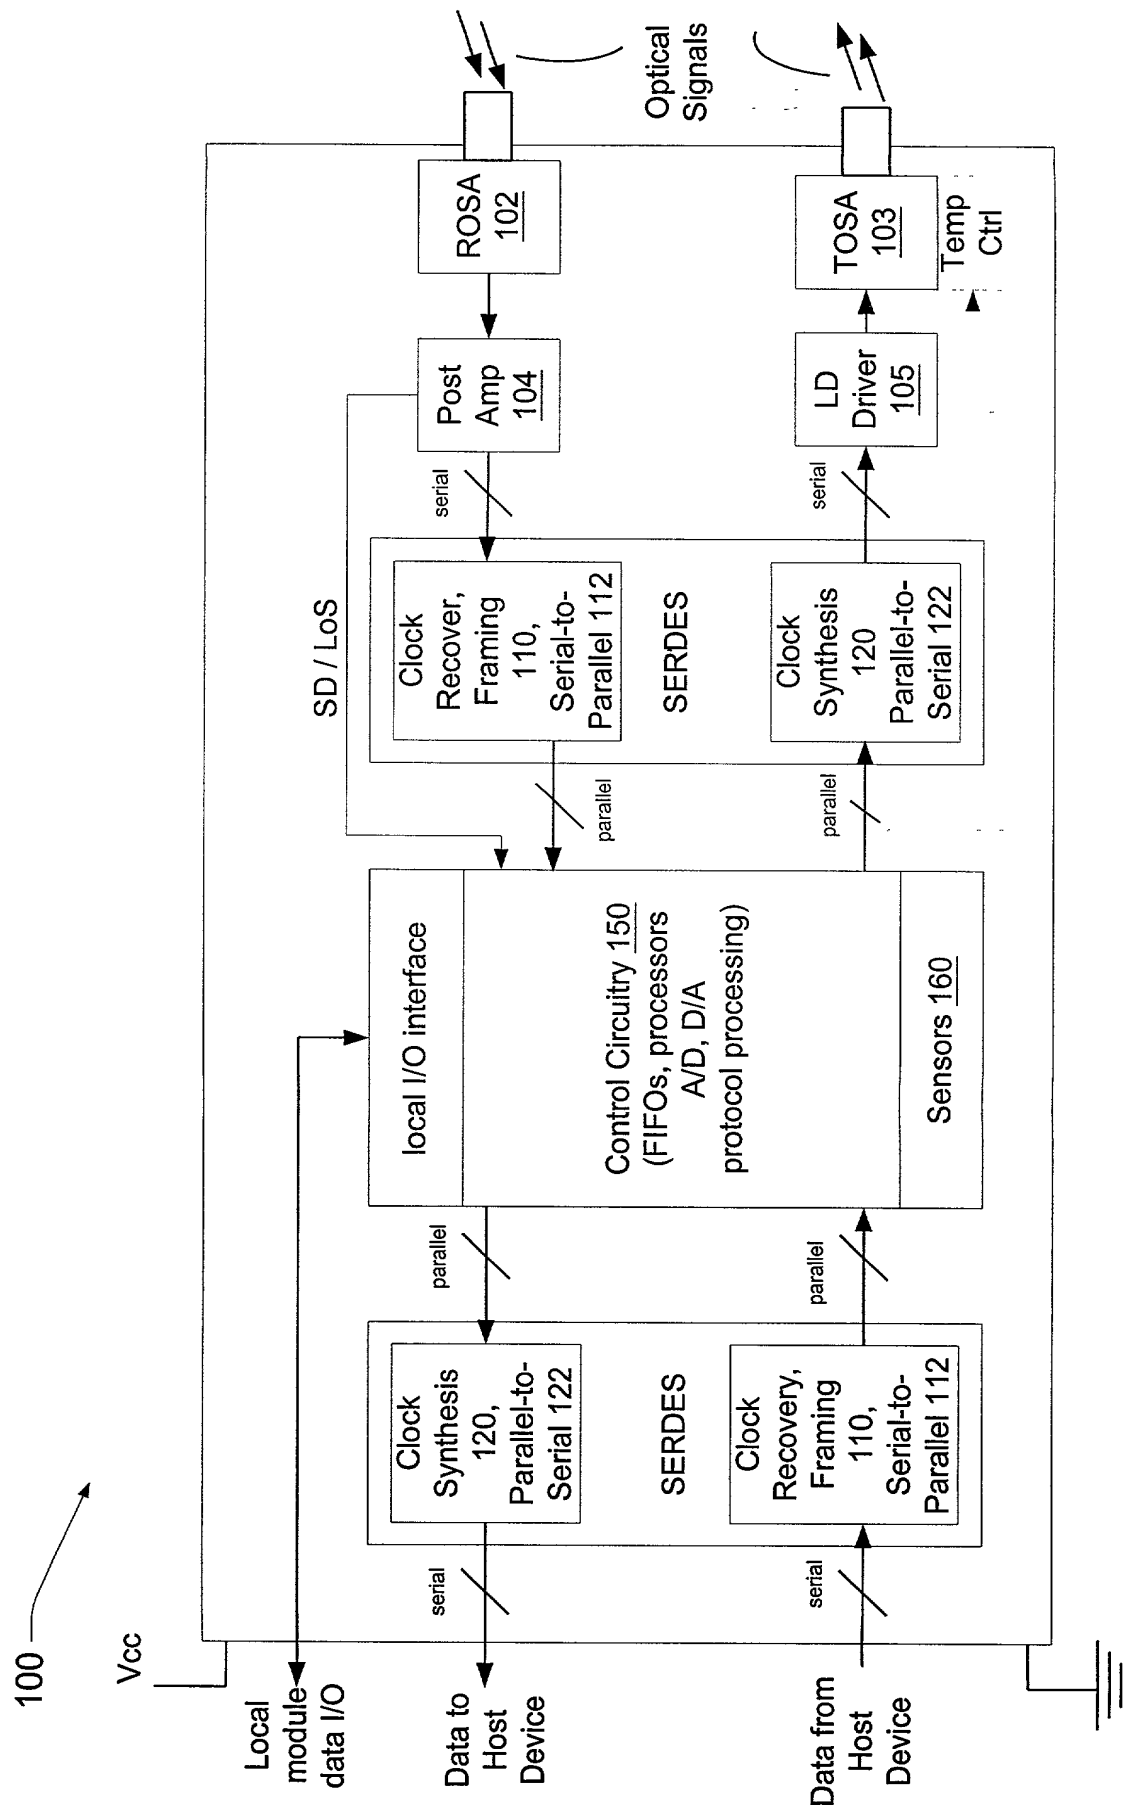 100
Vcc
Local
module
data I/O
Data to
Host
Device
Data from
Host
Device
serial
serial
Clock
Synthesis
120,
Parallel-to-
Serial 122
SERDES
Clock
Recovery,
Framing
110,
Serial-to-
Parallel 112
parallel
parallel
local I/O interface
Control Circuitry 150
(FIFOs, processors
A/D, D/A
protocol processing)
Sensors 160
SD / LoS
parallel
parallel
Clock
Recover,
Framing
110,
Serial-to-
Parallel 112
SERDES
Clock
Synthesis
120
Parallel-to-
Serial 122
serial
serial
Post
Amp
104
LD
Driver
105
ROSA
102
TOSA
103
Temp
Ctrl
Optical
Signals